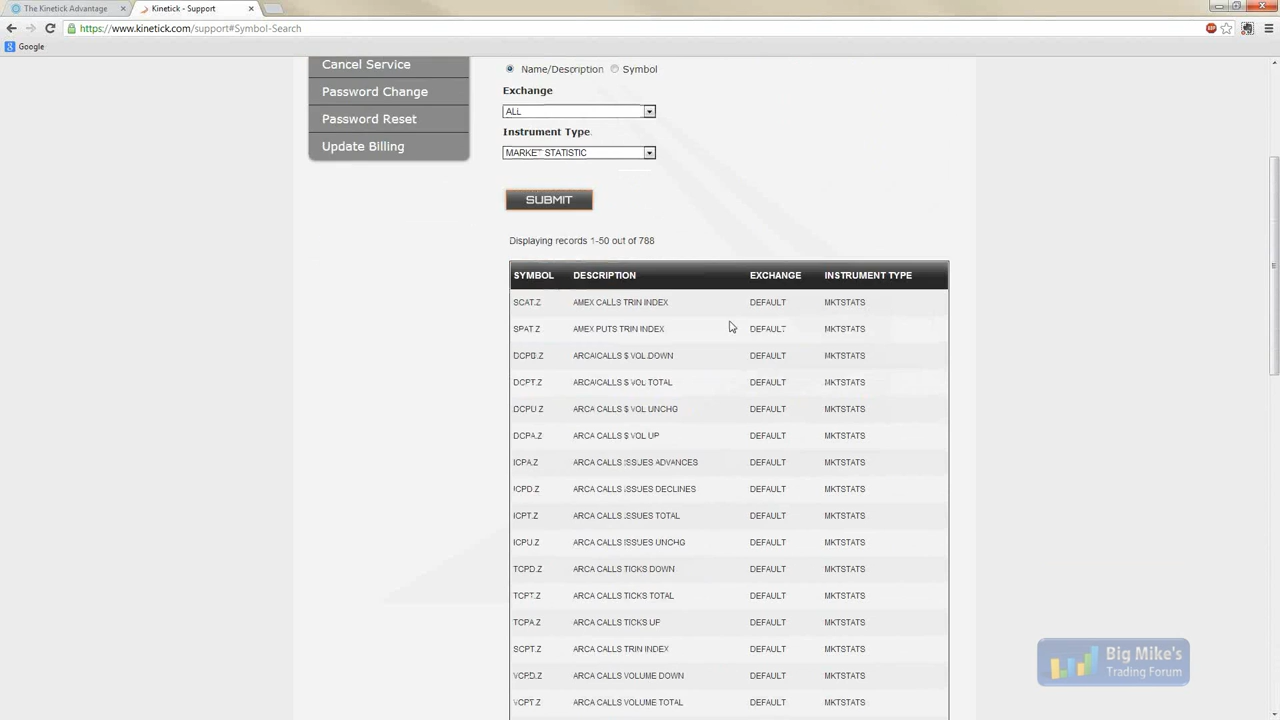 The Kinetick Advantage
Kinetick - Support
https://www.kinetick.com/support#Symbol-Search
Google
Cancel Service
Password Change
Password Reset
Update Billing
Name/Description Symbol
Exchange
ALL
Instrument Type
MARKET STATISTIC
SUBMIT
Displaying records 1-50 out of 788
SYMBOL DESCRIPTION EXCHANGE INSTRUMENT TYPE
SCAT.Z AMEX CALLS TRIN INDEX DEFAULT MKTSTATS
SPAT.Z AMEX PUTS TRIN INDEX DEFAULT MKTSTATS
DCPD.Z ARCA CALLS $ VOL DOWN DEFAULT MKTSTATS
DCPT.Z ARCA CALLS $ VOL TOTAL DEFAULT MKTSTATS
DCPU.Z ARCA CALLS $ VOL UNCHG DEFAULT MKTSTATS
DCPA.Z ARCA CALLS $ VOL UP DEFAULT MKTSTATS
ICPA.Z ARCA CALLS ISSUES ADVANCES DEFAULT MKTSTATS
ICPD.Z ARCA CALLS ISSUES DECLINES DEFAULT MKTSTATS
ICPT.Z ARCA CALLS ISSUES TOTAL DEFAULT MKTSTATS
ICPU.Z ARCA CALLS ISSUES UNCHG DEFAULT MKTSTATS
TCPD.Z ARCA CALLS TICKS DOWN DEFAULT MKTSTATS
TCPT.Z ARCA CALLS TICKS TOTAL DEFAULT MKTSTATS
TCPA.Z ARCA CALLS TICKS UP DEFAULT MKTSTATS
SCPT.Z ARCA CALLS TRIN INDEX DEFAULT MKTSTATS
VCPD.Z ARCA CALLS VOLUME DOWN DEFAULT MKTSTATS
VCPT.Z ARCA CALLS VOLUME TOTAL DEFAULT MKTSTATS
Big Mike's
Trading Forum